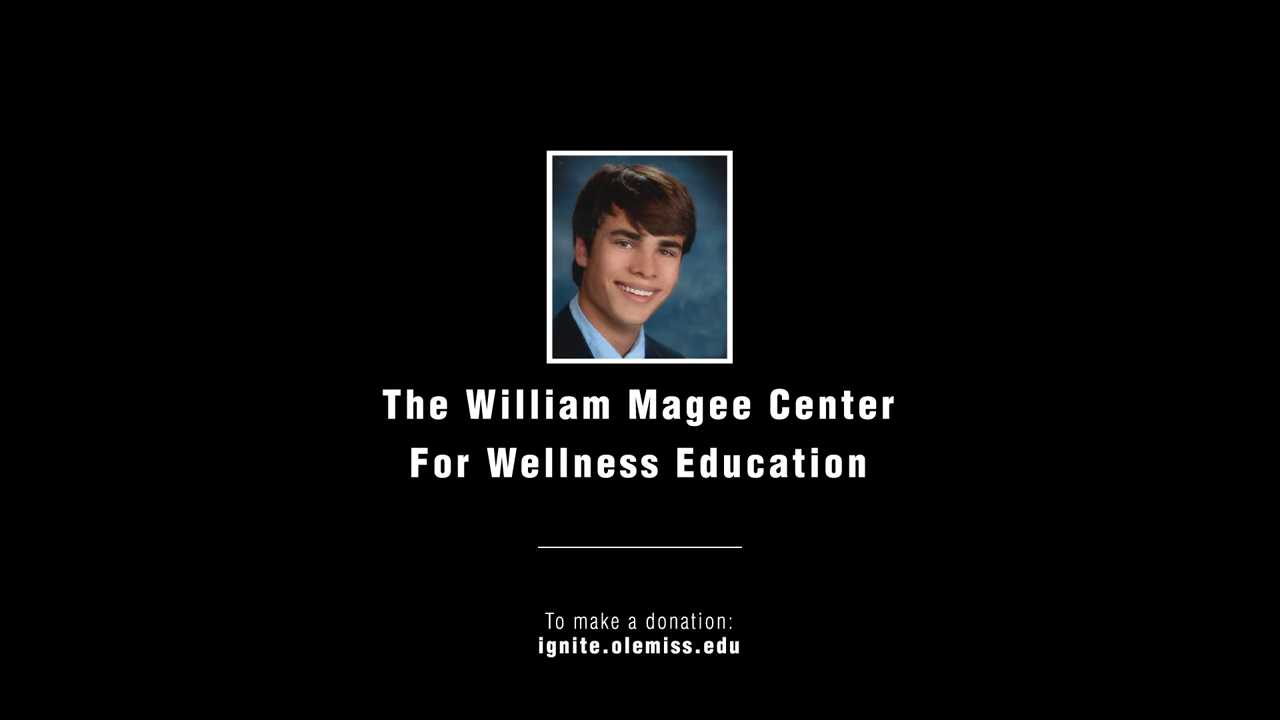 The William Magee Center
For Wellness Education
To make a donation:
ignite.olemiss.edu